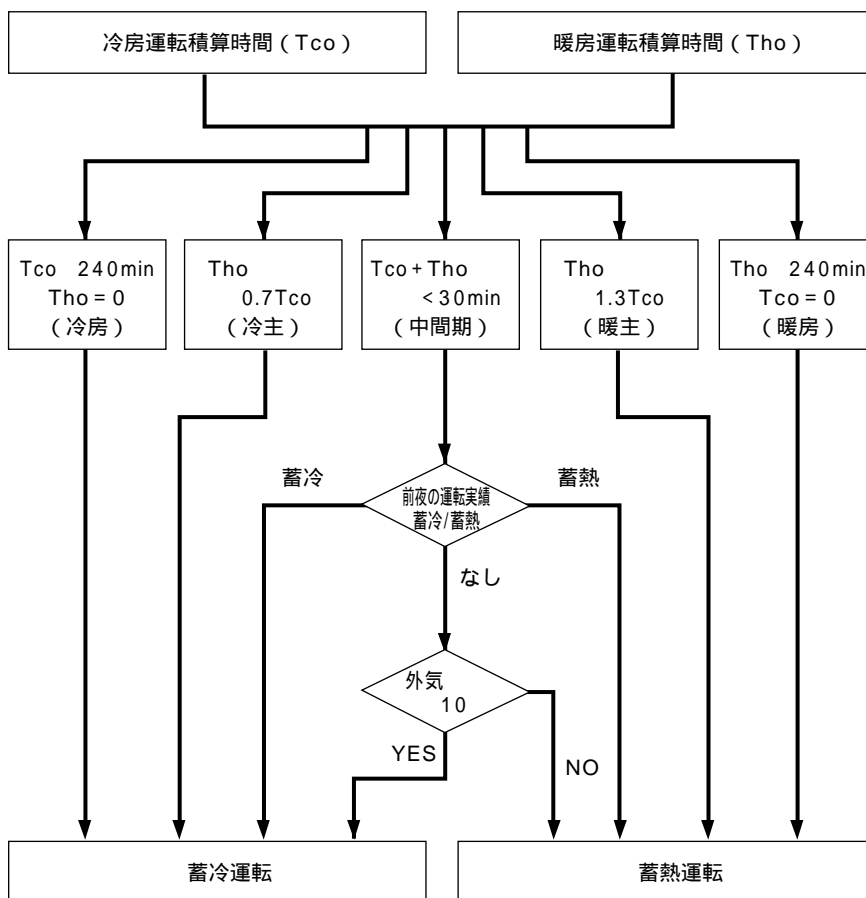 冷房運転積算時間（Tco）
暖房運転積算時間（Tho）
Tco 240min
Tho=0
（冷房）
Tho
0.7Tco
（冷主）
Tco+Tho
<30min
（中間期）
Tho
1.3Tco
（暖主）
Tho 240min
Tco=0
（暖房）
蓄冷
前夜の運転実績
蓄冷/蓄熱
蓄熱
なし
外気
10
YES
NO
蓄冷運転
蓄熱運転